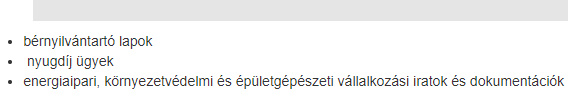 • bérnyilvántartó lapok
• nyugdíj ügyek
• energiaipari, környezetvédelmi és épületgépészeti vállalkozási iratok és dokumentációk